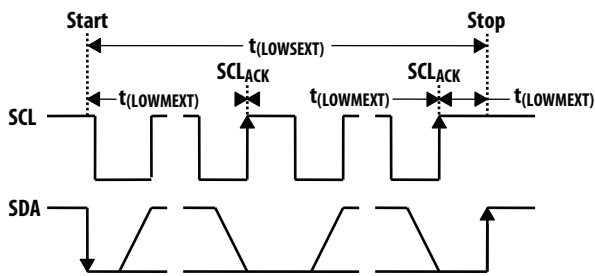 Start Stop
t(LOWSEXT)
SCLACK SCLACK
t(LOWMEXT) t(LOWMEXT) t(LOWMEXT)
SCL
SDA